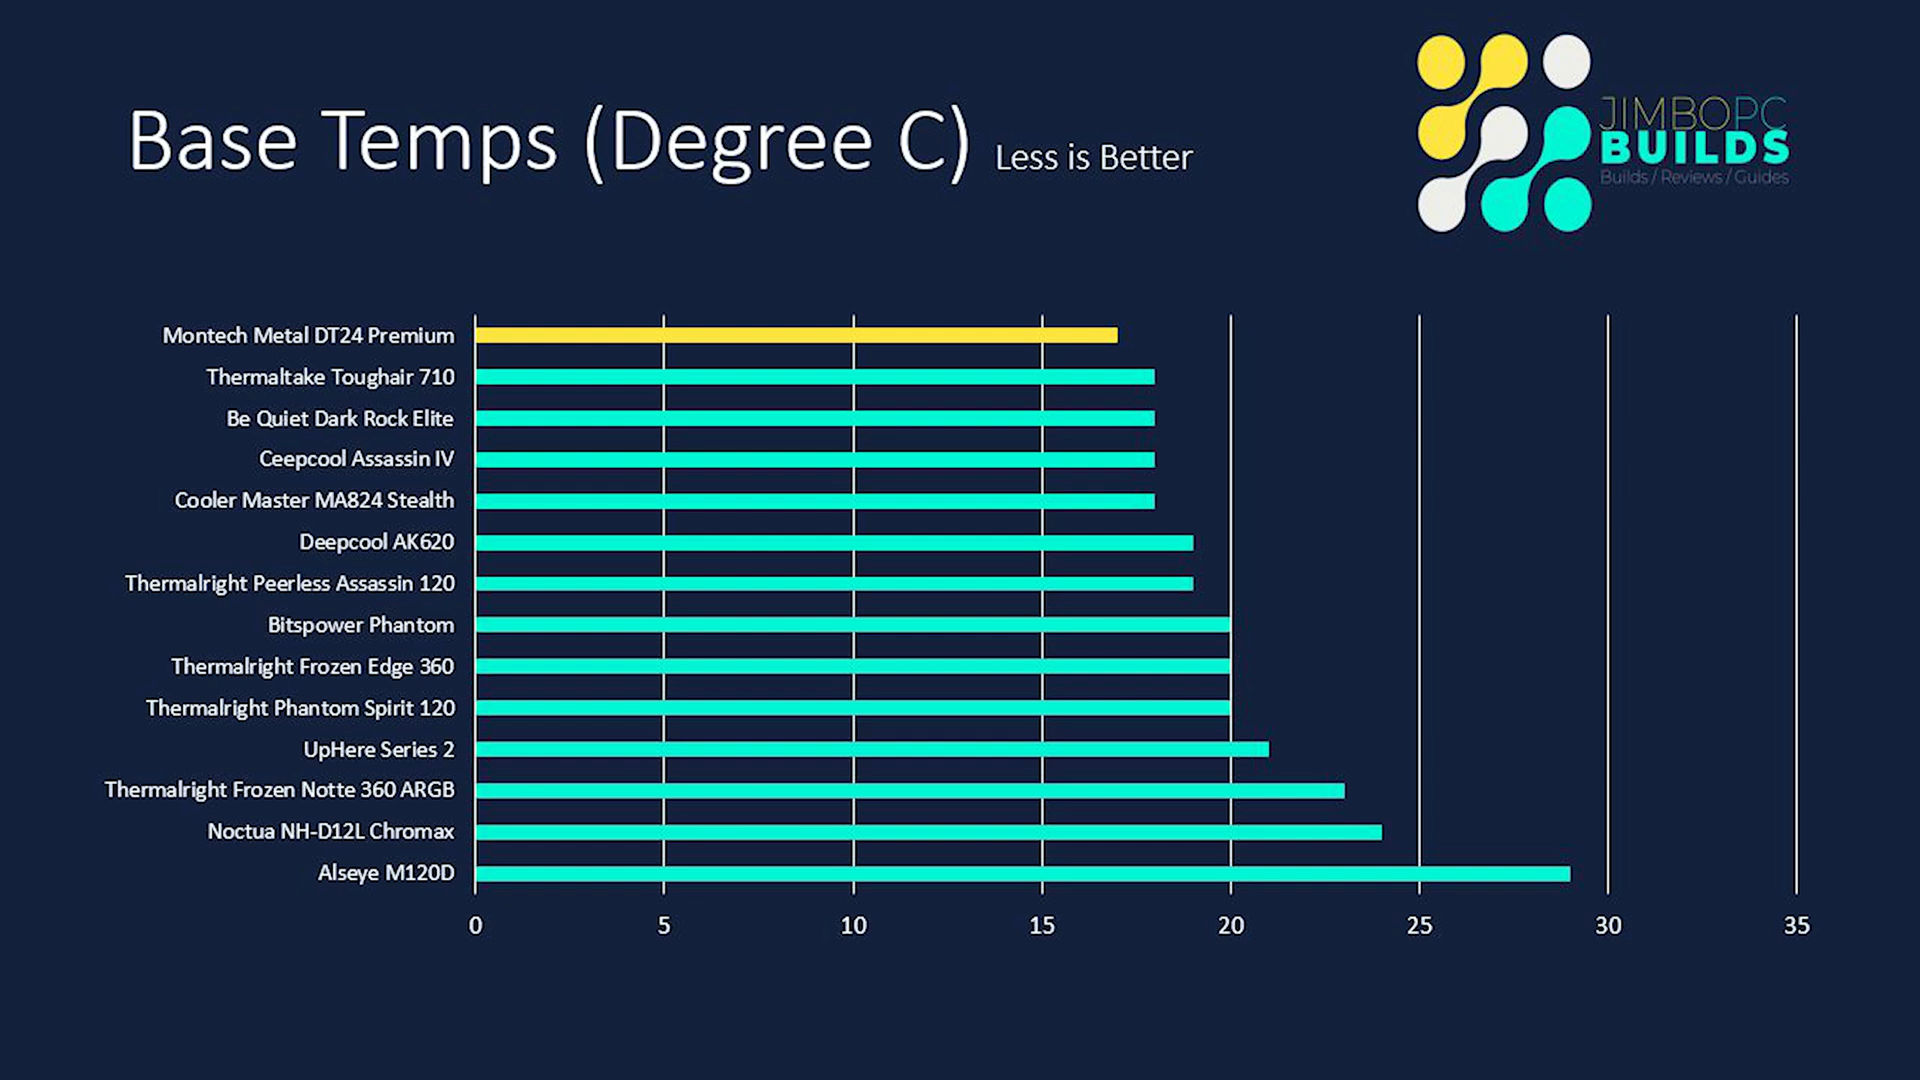 Base Temps (Degree C) Less is Better
JIMBOPC
BUILDS
Builds / Reviews / Guides
Montech Metal DT24 Premium
Thermaltake Toughair 710
Be Quiet Dark Rock Elite
Ceepcool Assassin IV
Cooler Master MA824 Stealth
Deepcool AK620
Thermalright Peerless Assassin 120
Bitspower Phantom
Thermalright Frozen Edge 360
Thermalright Phantom Spirit 120
UpHere Series 2
Thermalright Frozen Notte 360 ARGB
Noctua NH-D12L Chromax
Alseye M120D
0 5 10 15 20 25 30 35